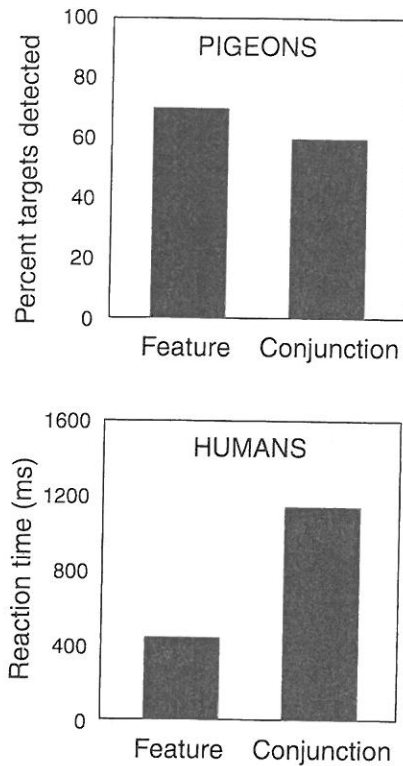 PIGEONS
Percent targets detected
100
80
60
40
20
0
Feature Conjunction
HUMANS
Reaction time (ms)
1600
1200
800
400
0
Feature Conjunction